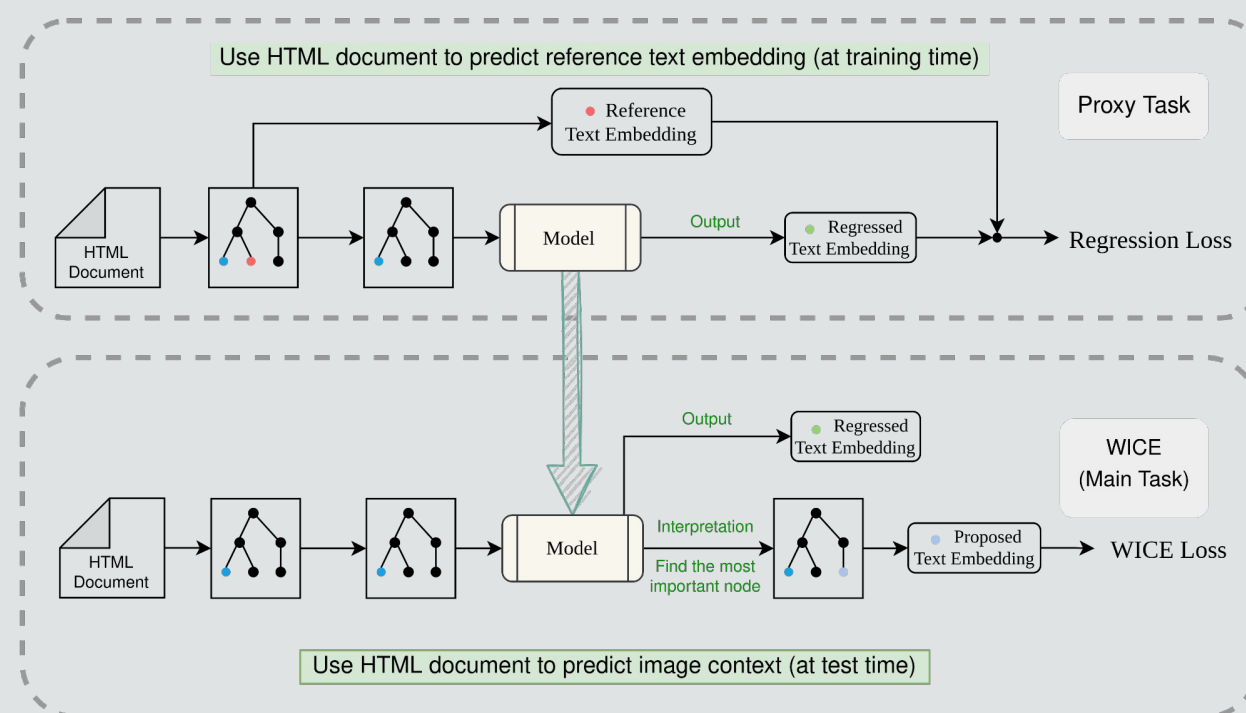 Use HTML document to predict reference text embedding (at training time)
Proxy Task
Reference
Text Embedding
HTML
Document
Model
Output
Regressed
Text Embedding
Regression Loss
Output
Regressed
Text Embedding
WICE
(Main Task)
HTML
Document
Model
Interpretation
Find the most
important node
Proposed
Text Embedding
WICE Loss
Use HTML document to predict image context (at test time)